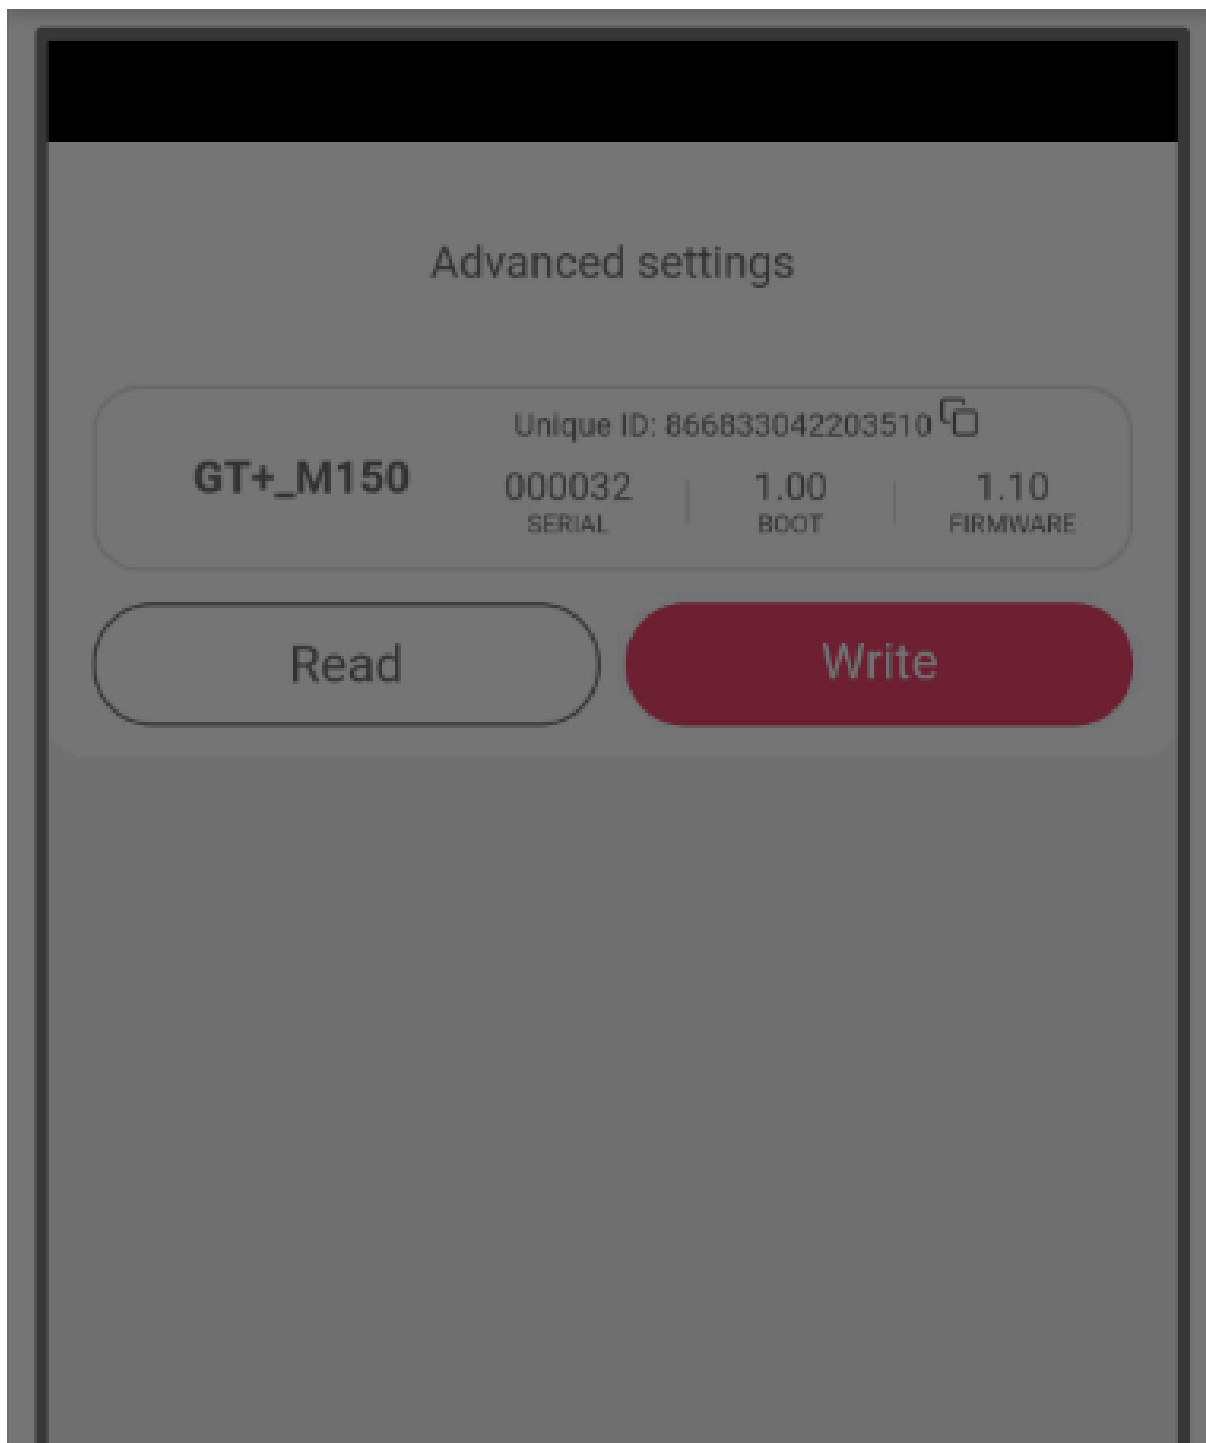 Advanced settings
Unique ID: 866833042203510
GT+_M150
000032 1.00 1.10
SERIAL BOOT FIRMWARE
Read Write